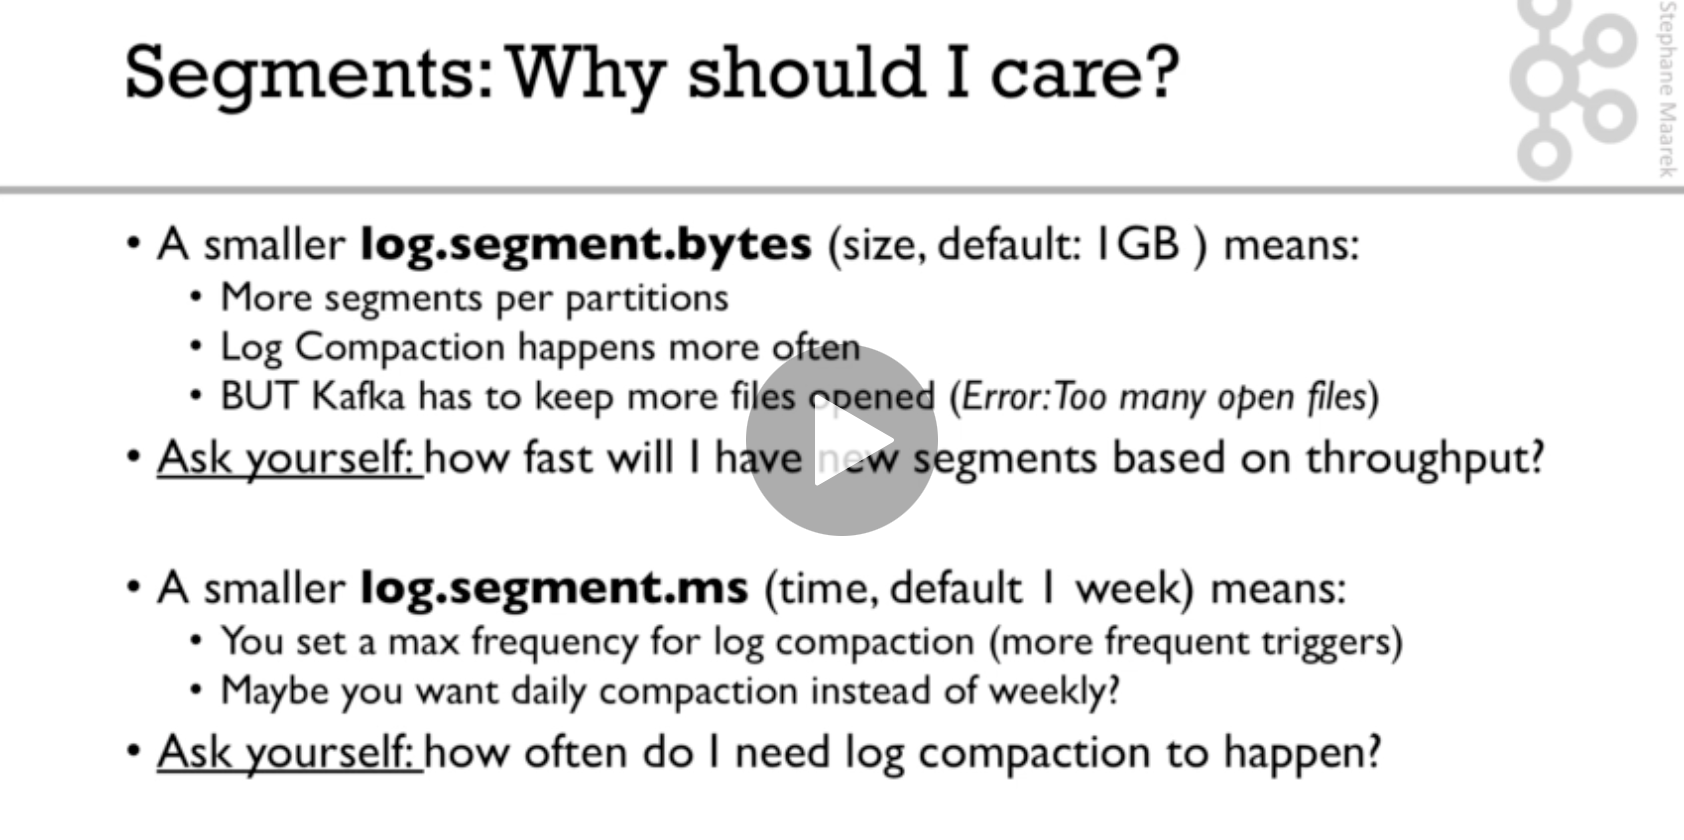 Segments: Why should I care?
Stephane Maarek
• A smaller log.segment.bytes (size, default: 1GB ) means:
• More segments per partitions
• Log Compaction happens more often
• BUT Kafka has to keep more files opened (Error: Too many open files)
• Ask yourself: how fast will I have new segments based on throughput?
• A smaller log.segment.ms (time, default 1 week) means:
• You set a max frequency for log compaction (more frequent triggers)
• Maybe you want daily compaction instead of weekly?
• Ask yourself: how often do I need log compaction to happen?